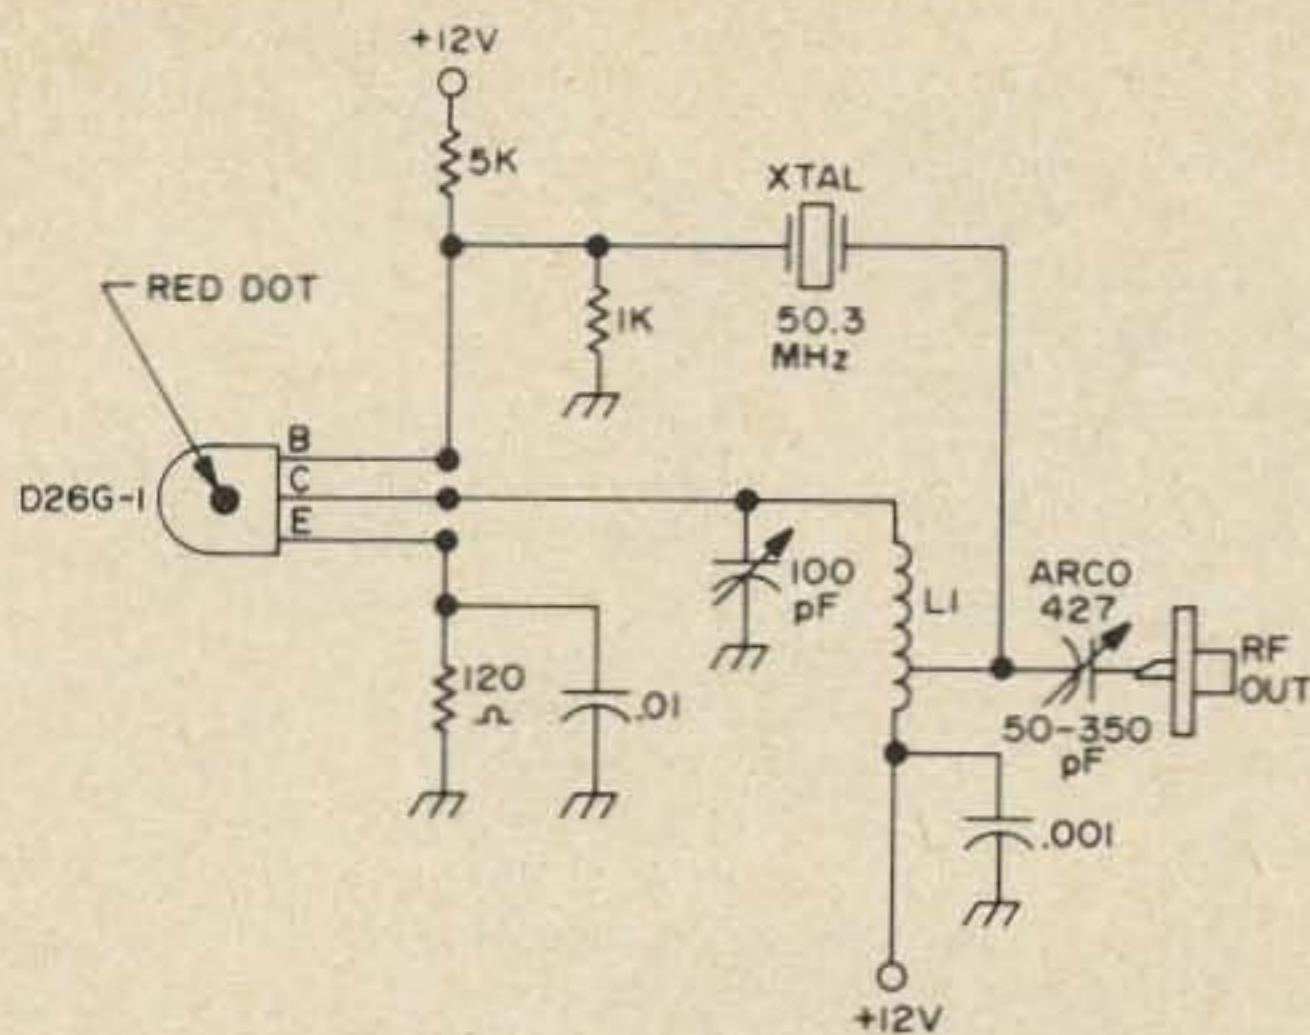 +12V
5K
XTAL
RED DOT
1K
50.3
MHz
B
C
E
D26G-1
100
pF
L1
ARCO
427
RF
OUT
120
Ω
.01
50-350
pF
.001
+12V